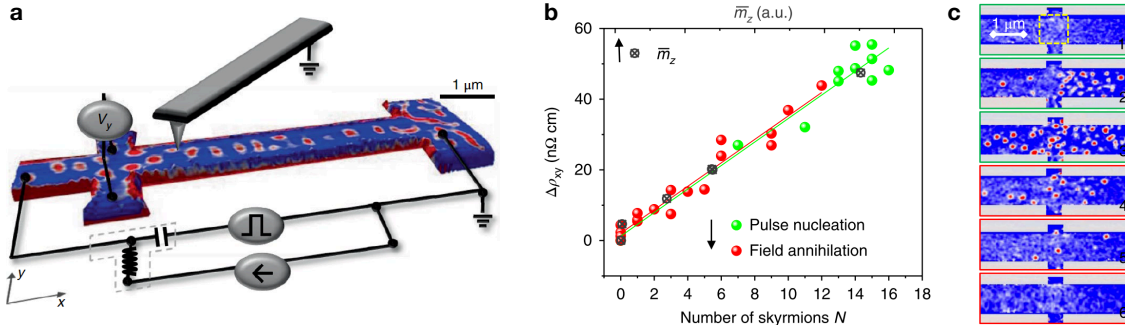 a
1 μm
V_y
y
x
b
m̅_z (a.u.)
m̅_z
Δρ_xy (nΩ cm)
60
40
20
0
Pulse nucleation
Field annihilation
0 2 4 6 8 10 12 14 16 18
Number of skyrmions N
c
1 μm
1
2
4